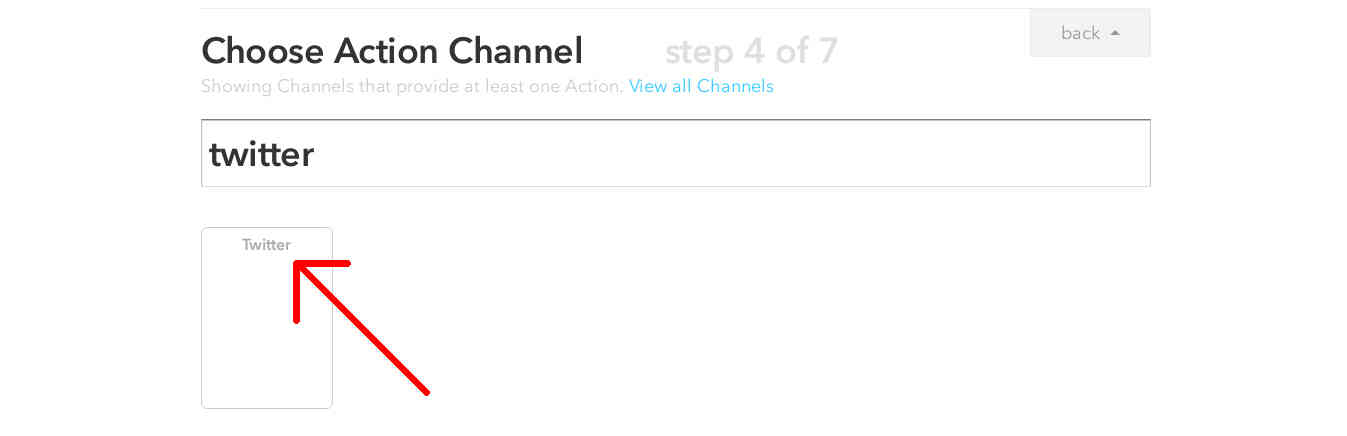 Choose Action Channel step 4 of 7 back
Showing Channels that provide at least one Action. View all Channels
twitter
Twitter